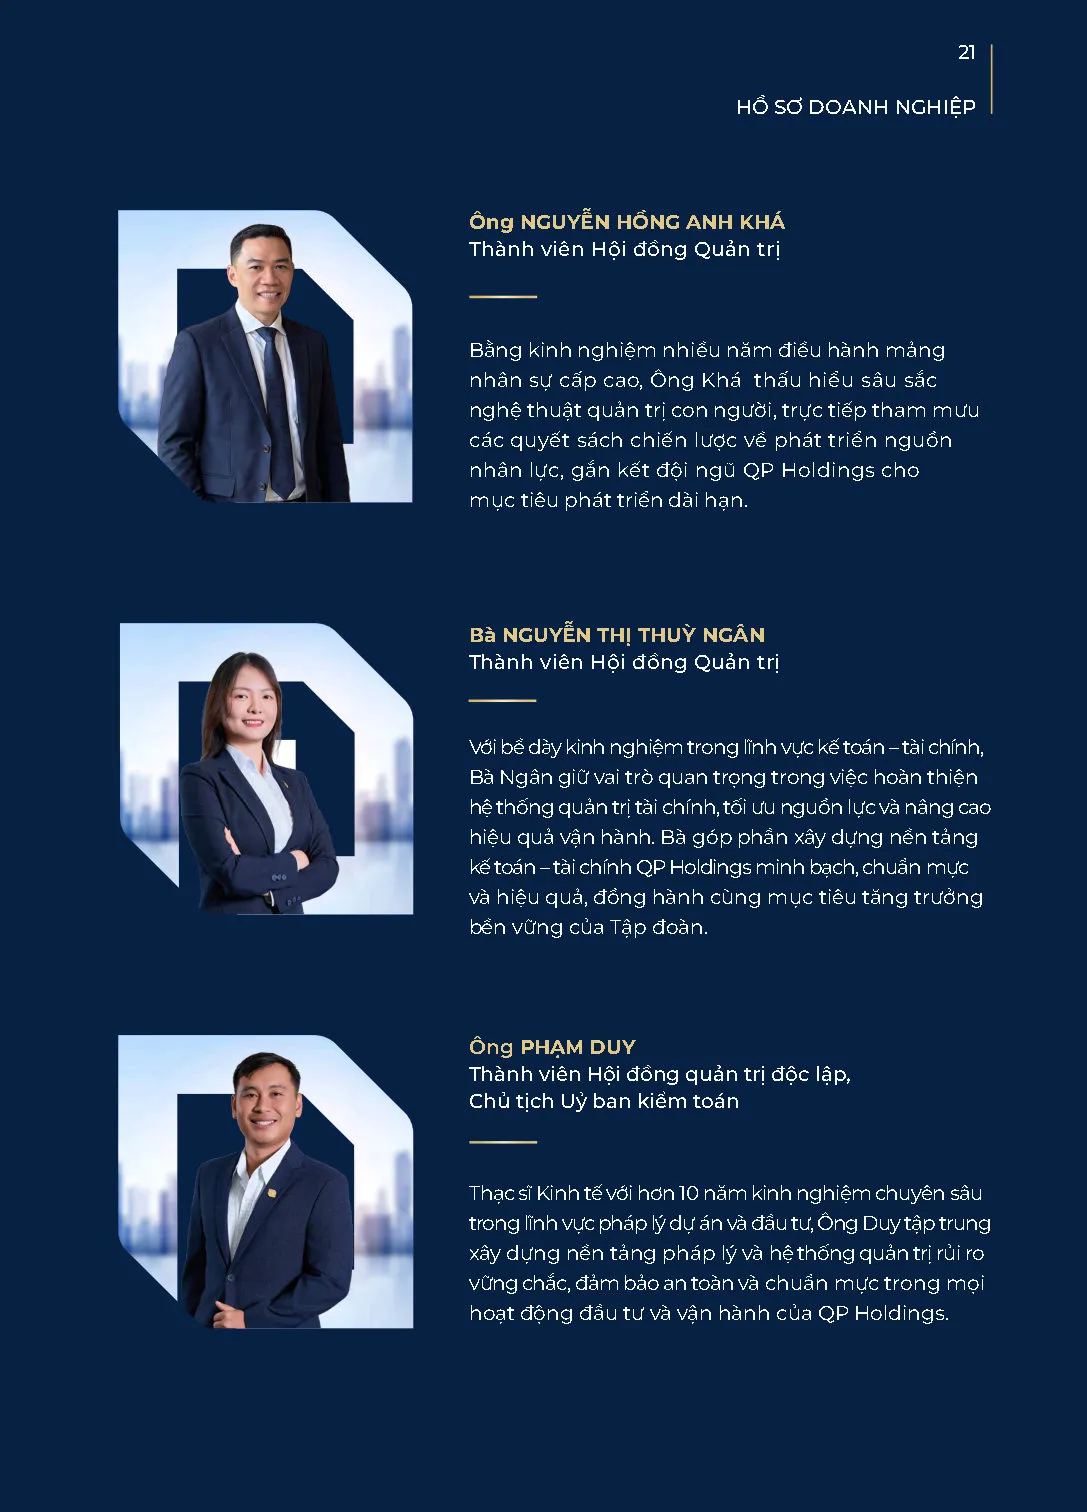 21
HỒ SƠ DOANH NGHIỆP
Ông NGUYỄN HỒNG ANH KHÁ
Thành viên Hội đồng Quản trị
Bằng kinh nghiệm nhiều năm điều hành mảng
nhân sự cấp cao, Ông Khá thấu hiểu sâu sắc
nghệ thuật quản trị con người, trực tiếp tham mưu
các quyết sách chiến lược về phát triển nguồn
nhân lực, gắn kết đội ngũ QP Holdings cho
mục tiêu phát triển dài hạn.
Bà NGUYỄN THỊ THUỲ NGÂN
Thành viên Hội đồng Quản trị
Với bề dày kinh nghiệm trong lĩnh vực kế toán – tài chính,
Bà Ngân giữ vai trò quan trọng trong việc hoàn thiện
hệ thống quản trị tài chính, tối ưu nguồn lực và nâng cao
hiệu quả vận hành. Bà góp phần xây dựng nền tảng
kế toán – tài chính QP Holdings minh bạch, chuẩn mực
và hiệu quả, đồng hành cùng mục tiêu tăng trưởng
bền vững của Tập đoàn.
Ông PHẠM DUY
Thành viên Hội đồng quản trị độc lập,
Chủ tịch Uỷ ban kiểm toán
Thạc sĩ Kinh tế với hơn 10 năm kinh nghiệm chuyên sâu
trong lĩnh vực pháp lý dự án và đầu tư, Ông Duy tập trung
xây dựng nền tảng pháp lý và hệ thống quản trị rủi ro
vững chắc, đảm bảo an toàn và chuẩn mực trong mọi
hoạt động đầu tư và vận hành của QP Holdings.